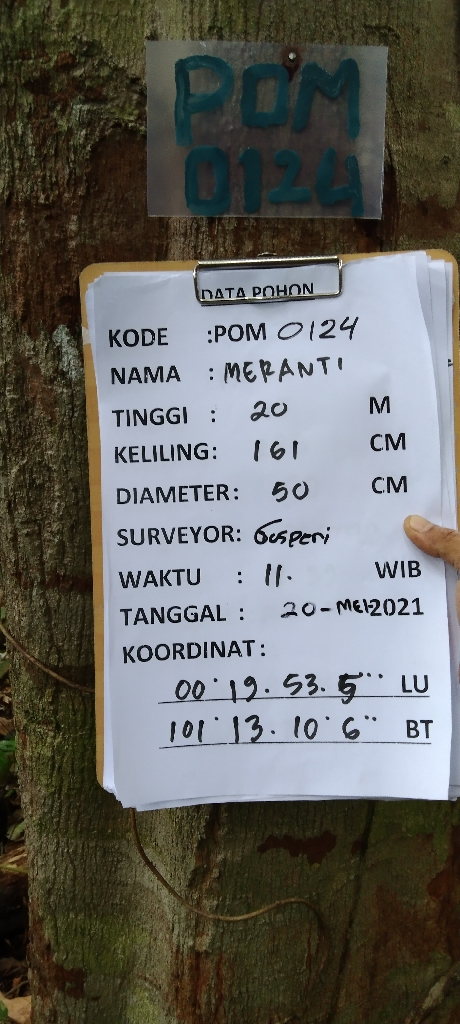 POM
0124
DATA POHON
KODE :POM 0124
NAMA : MERANTI
TINGGI : 20 M
KELILING: 161 CM
DIAMETER: 50 CM
SURVEYOR: Gusperi
WAKTU : 11. WIB
TANGGAL : 20-MEI-2021
KOORDINAT:
00° 19. 53. 5" LU
101° 13. 10° 6" BT